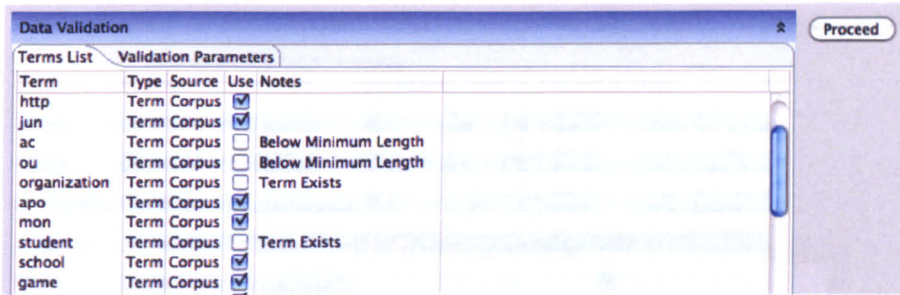 Data Validation
Proceed
Terms List Validation Parameters
Term Type Source Use Notes
http Term Corpus
jun Term Corpus
ac Term Corpus Below Minimum Length
ou Term Corpus Below Minimum Length
organization Term Corpus Term Exists
apo Term Corpus
mon Term Corpus
student Term Corpus Term Exists
school Term Corpus
game Term Corpus